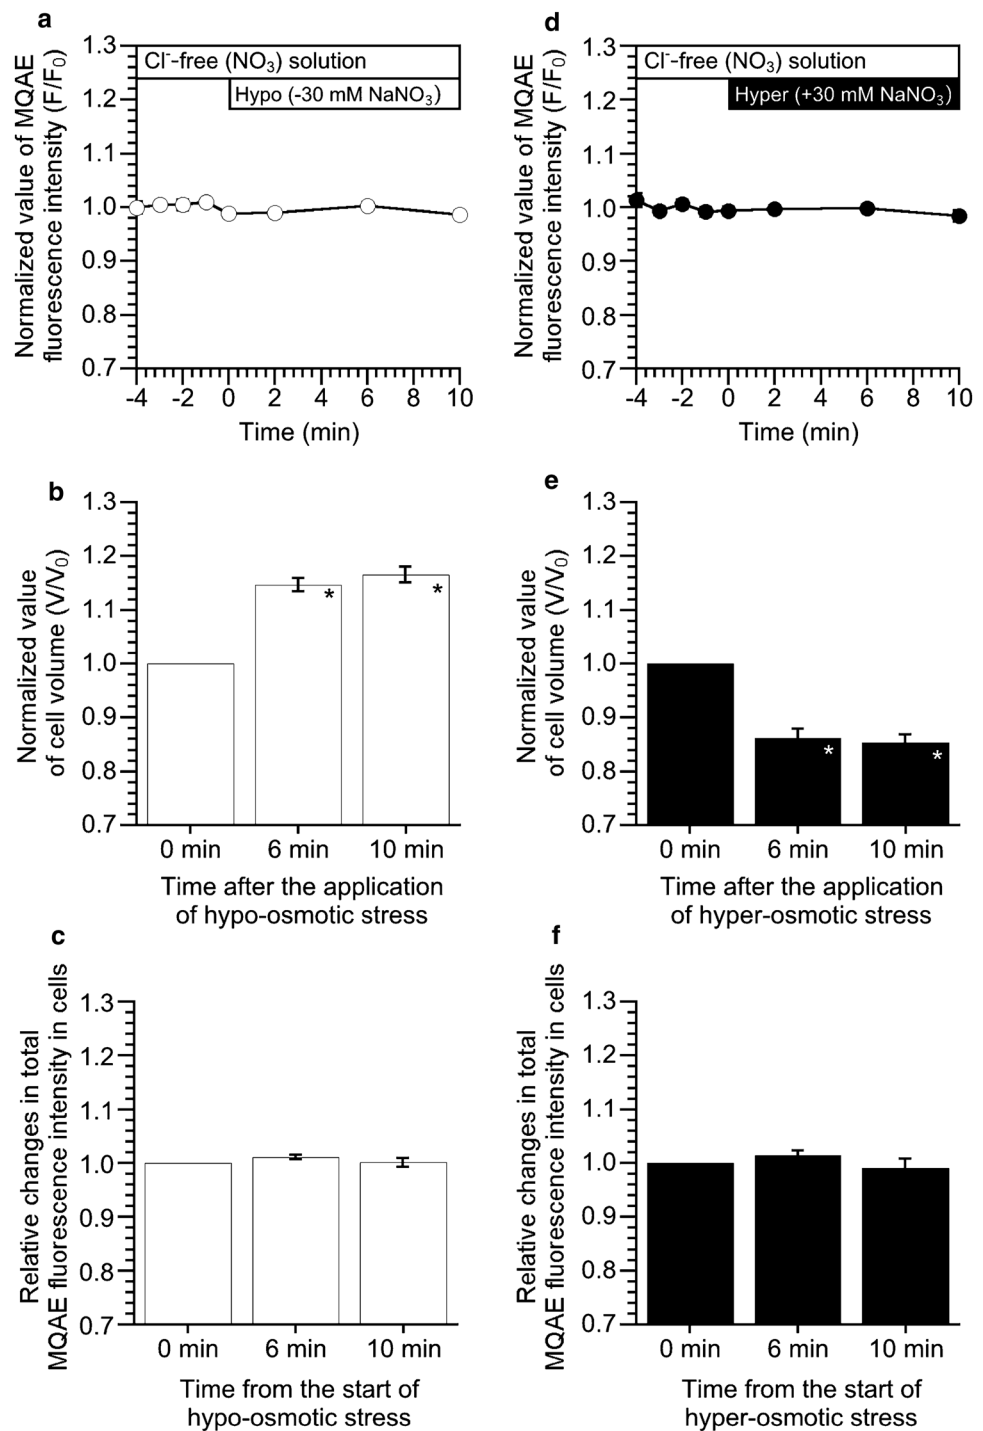 a
Normalized value of MQAE
fluorescence intensity (F/F₀)
1.3
1.2
1.1
1.0
0.9
0.8
0.7
Cl⁻-free (NO₃) solution
Hypo (-30 mM NaNO₃)
-4 -2 0 2 4 6 8 10
Time (min)
d
Normalized value of MQAE
fluorescence intensity (F/F₀)
1.3
1.2
1.1
1.0
0.9
0.8
0.7
Cl⁻-free (NO₃) solution
Hyper (+30 mM NaNO₃)
-4 -2 0 2 4 6 8 10
Time (min)
b
Normalized value
of cell volume (V/V₀)
1.3
1.2
1.1
1.0
0.9
0.8
0.7
* *
0 min 6 min 10 min
Time after the application
of hypo-osmotic stress
e
Normalized value
of cell volume (V/V₀)
1.3
1.2
1.1
1.0
0.9
0.8
0.7
* *
0 min 6 min 10 min
Time after the application
of hyper-osmotic stress
c
Relative changes in total
MQAE fluorescence intensity in cells
1.3
1.2
1.1
1.0
0.9
0.8
0.7
0 min 6 min 10 min
Time from the start of
hypo-osmotic stress
f
Relative changes in total
MQAE fluorescence intensity in cells
1.3
1.2
1.1
1.0
0.9
0.8
0.7
0 min 6 min 10 min
Time from the start of
hyper-osmotic stress